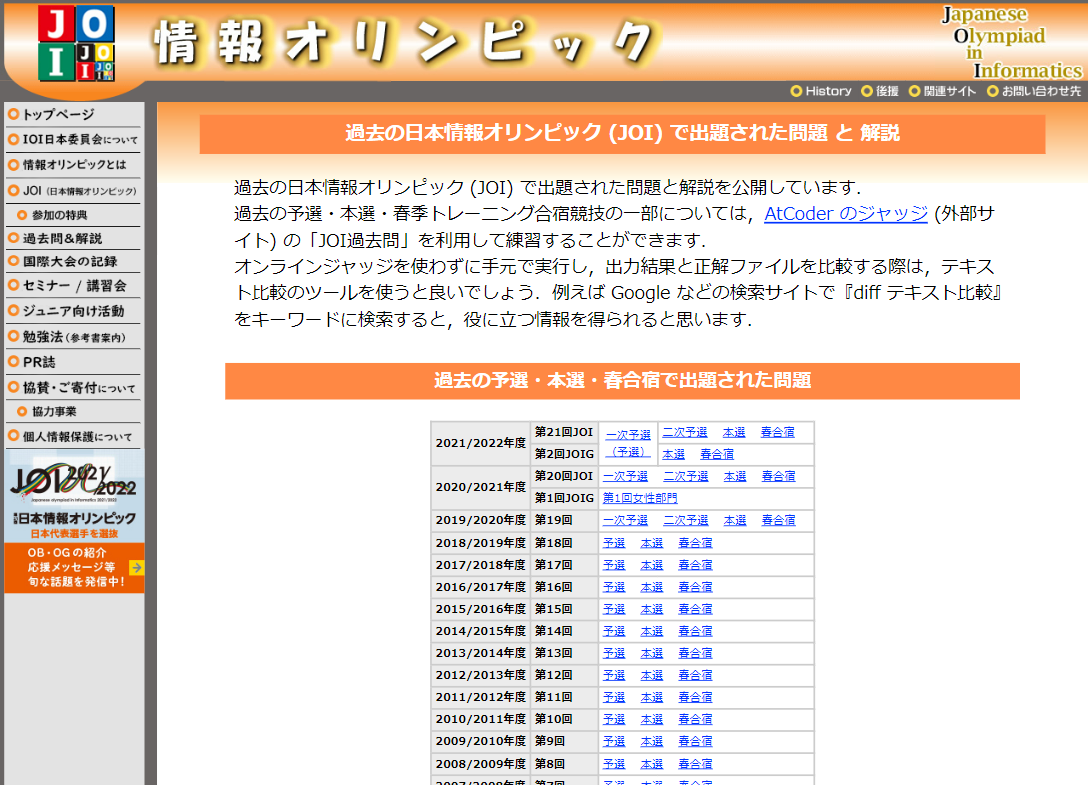 JOI
JOI
情報オリンピック
Japanese
Olympiad
in
Informatics
History 後援 関連サイト お問い合わせ先
トップページ
IOI日本委員会について
情報オリンピックとは
JOI（日本情報オリンピック）
参加の特典
過去問&解説
国際大会の記録
セミナー / 講習会
ジュニア向け活動
勉強法（参考書案内）
PR誌
協賛・ご寄付について
協力事業
個人情報保護について
JOI 2021/2022
Japanese olympiad in informatics 2021/2022
日本情報オリンピック
日本代表選手を選抜
OB・OGの紹介
応援メッセージ等
旬な話題を発信中！
過去の日本情報オリンピック (JOI) で出題された問題 と 解説
過去の日本情報オリンピック (JOI) で出題された問題と解説を公開しています．
過去の予選・本選・春季トレーニング合宿競技の一部については，AtCoder のジャッジ (外部サ
イト) の「JOI過去問」を利用して練習することができます．
オンラインジャッジを使わずに手元で実行し，出力結果と正解ファイルを比較する際は，テキス
ト比較のツールを使うと良いでしょう．例えば Google などの検索サイトで『diff テキスト比較』
をキーワードに検索すると，役に立つ情報を得られると思います．
過去の予選・本選・春合宿で出題された問題
2021/2022年度 第21回JOI 一次予選（予選） 二次予選 本選 春合宿
第2回JOIG 本選 春合宿
2020/2021年度 第20回JOI 一次予選 二次予選 本選 春合宿
第1回JOIG 第1回女性部門
2019/2020年度 第19回 一次予選 二次予選 本選 春合宿
2018/2019年度 第18回 予選 本選 春合宿
2017/2018年度 第17回 予選 本選 春合宿
2016/2017年度 第16回 予選 本選 春合宿
2015/2016年度 第15回 予選 本選 春合宿
2014/2015年度 第14回 予選 本選 春合宿
2013/2014年度 第13回 予選 本選 春合宿
2012/2013年度 第12回 予選 本選 春合宿
2011/2012年度 第11回 予選 本選 春合宿
2010/2011年度 第10回 予選 本選 春合宿
2009/2010年度 第9回 予選 本選 春合宿
2008/2009年度 第8回 予選 本選 春合宿
2007/2008年度 第7回 予選 本選 春合宿